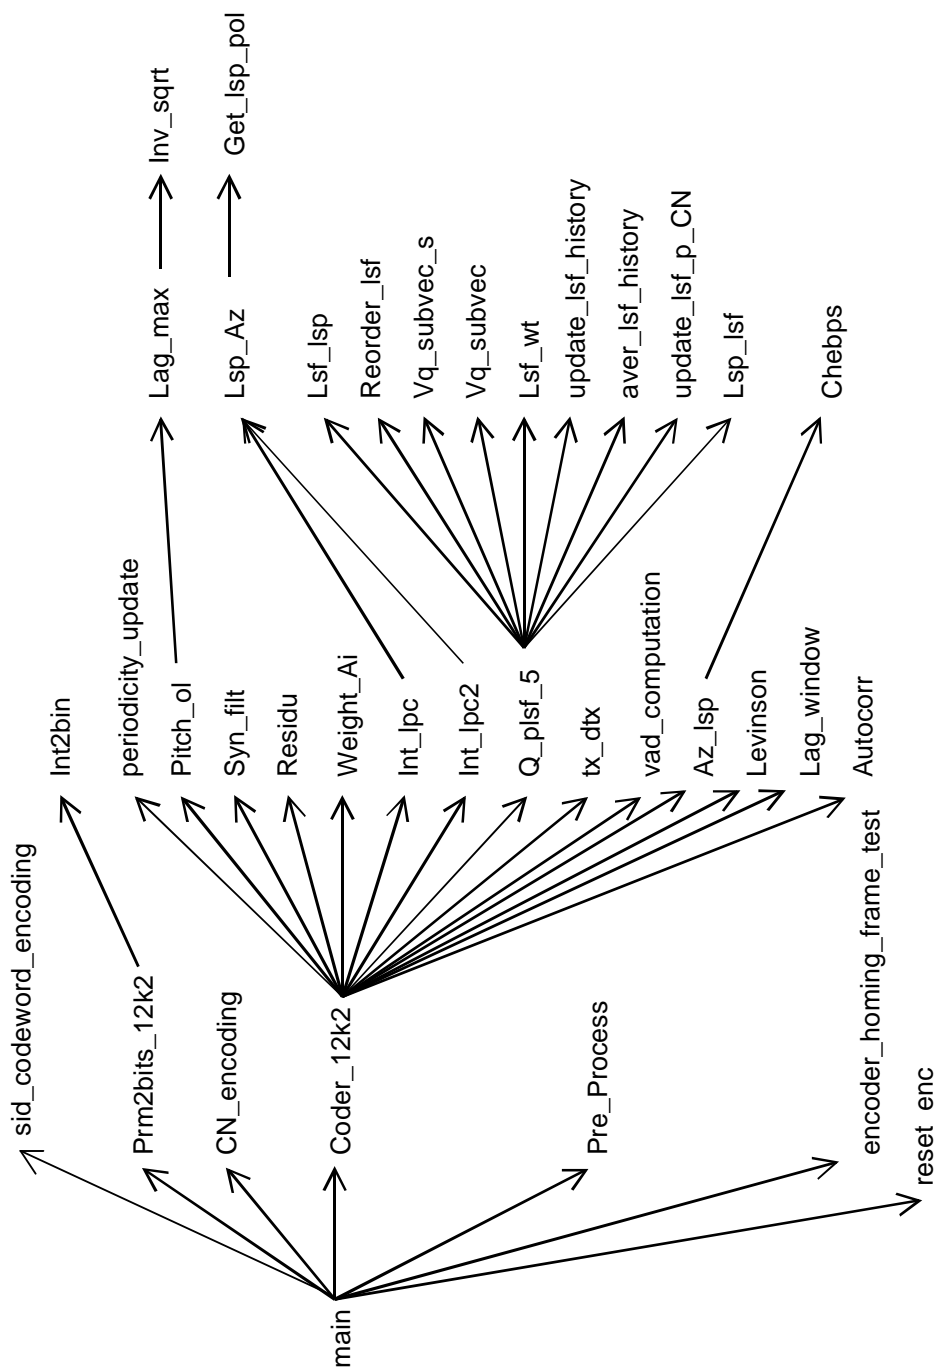 main
sid_codeword_encoding
Prm2bits_12k2
CN_encoding
Coder_12k2
Pre_Process
encoder_homing_frame_test
reset_enc
Int2bin
periodicity_update
Pitch_ol
Syn_filt
Residu
Weight_Ai
Int_lpc
Int_lpc2
Q_plsf_5
tx_dtx
vad_computation
Az_lsp
Levinson
Lag_window
Autocorr
Lag_max
Lsp_Az
Lsf_lsp
Reorder_lsf
Vq_subvec_s
Vq_subvec
Lsf_wt
update_lsf_history
aver_lsf_history
update_lsf_p_CN
Lsp_lsf
Chebps
Inv_sqrt
Get_lsp_pol